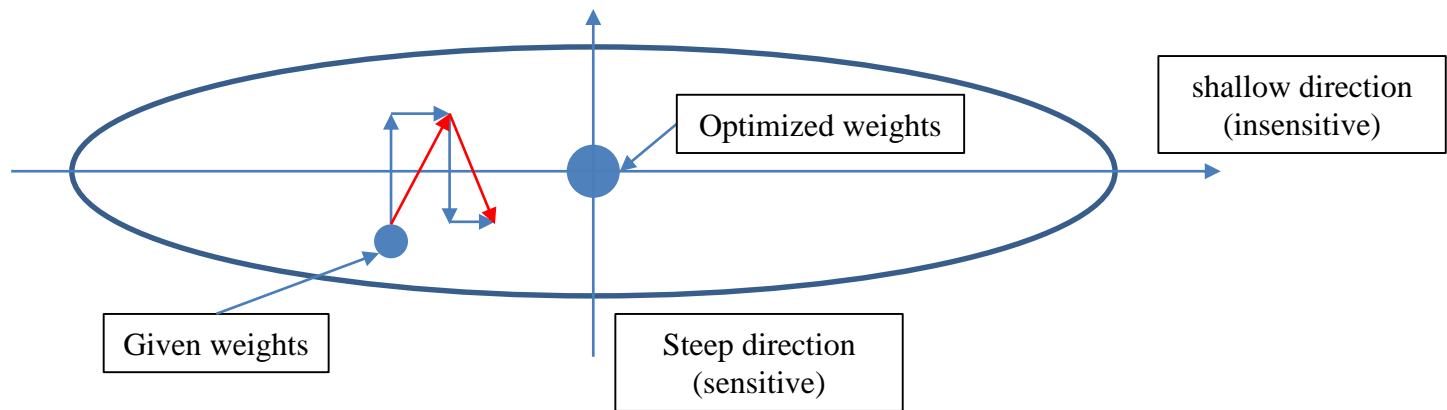 shallow direction
(insensitive)
Optimized weights
Given weights
Steep direction
(sensitive)